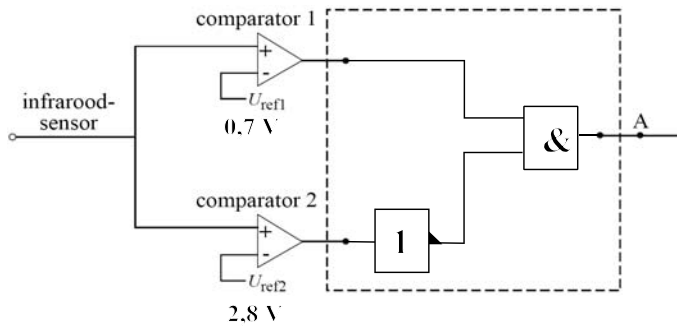 comparator 1
+
-
U_ref1
0,7 V
infrarood-
sensor
&
A
comparator 2
+
-
U_ref2
2,8 V
1